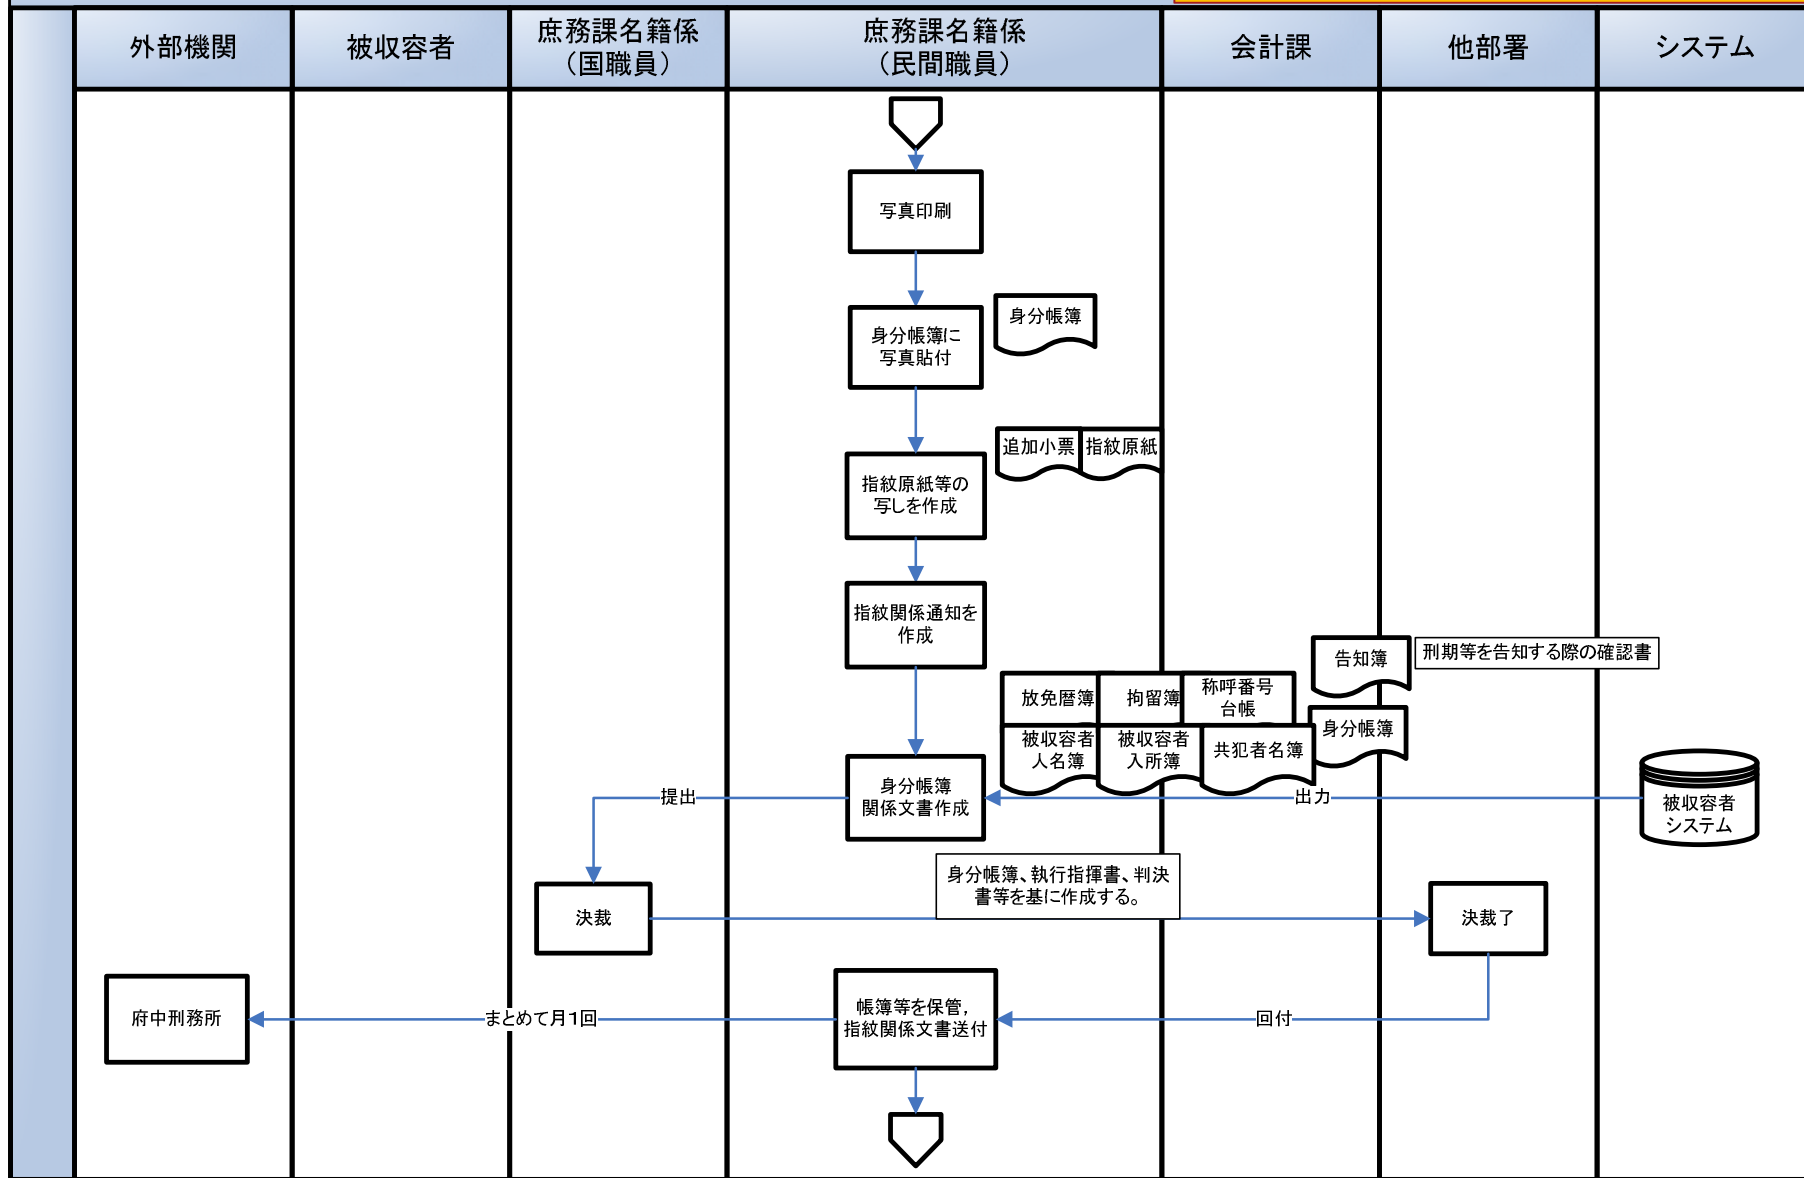 外部機関
被収容者
庶務課名籍係
（国職員）
庶務課名籍係
（民間職員）
会計課
他部署
システム
写真印刷
身分帳簿に
写真貼付
身分帳簿
追加小票
指紋原紙
指紋原紙等の
写しを作成
指紋関係通知を
作成
告知簿
刑期等を告知する際の確認書
放免暦簿
拘留簿
称呼番号
台帳
身分帳簿
被収容者
人名簿
被収容者
入所簿
共犯者名簿
身分帳簿
関係文書作成
提出
出力
被収容者
システム
身分帳簿、執行指揮書、判決
書等を基に作成する。
決裁
決裁了
府中刑務所
まとめて月1回
帳簿等を保管,
指紋関係文書送付
回付